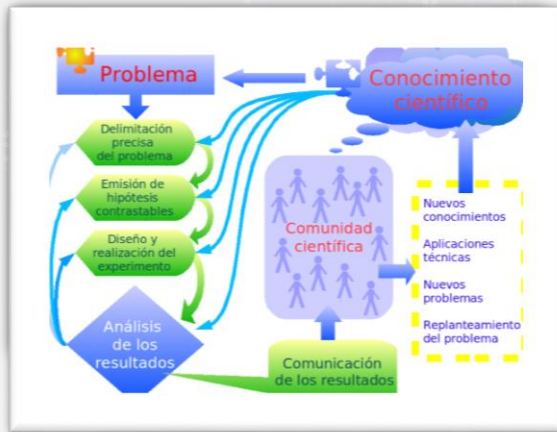 Problema
Conocimiento
científico
Delimitación
precisa
del problema
Emisión de
hipótesis
contrastables
Diseño y
realización del
experimento
Análisis
de los
resultados
Comunidad
científica
Comunicación
de los resultados
Nuevos
conocimientos
Aplicaciones
técnicas
Nuevos
problemas
Replanteamiento
del problema